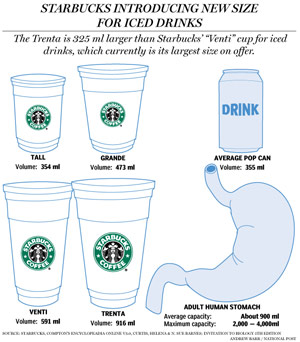 STARBUCKS INTRODUCING NEW SIZE
FOR ICED DRINKS
The Trenta is 325 ml larger than Starbucks' “Venti” cup for iced
drinks, which currently is its largest size on offer.
STARBUCKS
COFFEE
STARBUCKS
COFFEE
DRINK
TALL
Volume: 354 ml
GRANDE
Volume: 473 ml
AVERAGE POP CAN
Volume: 355 ml
STARBUCKS
COFFEE
STARBUCKS
COFFEE
VENTI
Volume: 591 ml
TRENTA
Volume: 916 ml
ADULT HUMAN STOMACH
Average capacity: About 900 ml
Maximum capacity: 2,000 — 4,000ml
SOURCE: STARBUCKS, COMPTON'S ENCYCLOPAEDIA ONLINE CURTIS, HELENA & N. SUE BARNES: INVITATION TO BIOLOGY 5TH EDITION
ANDREW BARR / NATIONAL POST